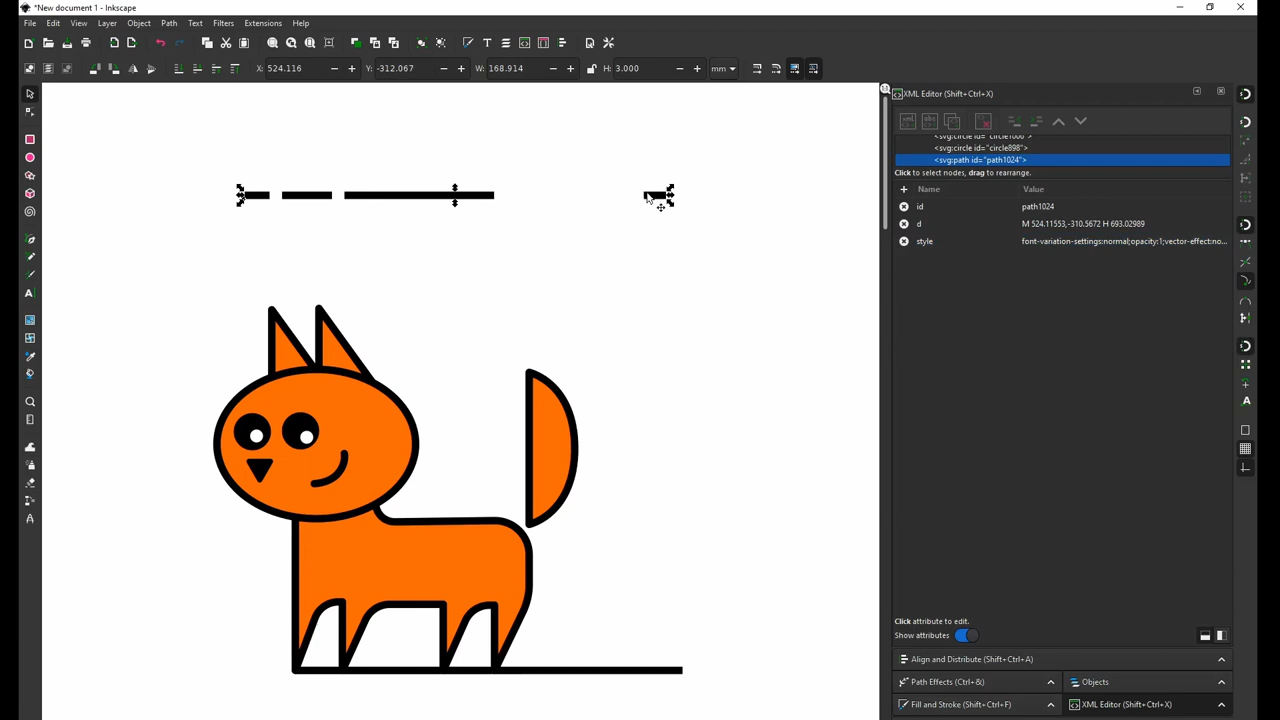 *New document 1 - Inkscape
File Edit View Layer Object Path Text Filters Extensions Help
X: 524.116 Y: -312.067 W: 168.914 H: 3.000 mm
XML Editor (Shift+Ctrl+X)
<svg:circle id="circle898">
<svg:path id="path1024">
Click to select nodes, drag to rearrange.
Name Value
id path1024
d M 524.11553,-310.5672 H 693.02989
style font-variation-settings:normal;opacity:1;vector-effect:no...
Click attribute to edit.
Show attributes
Align and Distribute (Shift+Ctrl+A)
Path Effects (Ctrl+&) Objects
Fill and Stroke (Shift+Ctrl+F) XML Editor (Shift+Ctrl+X)